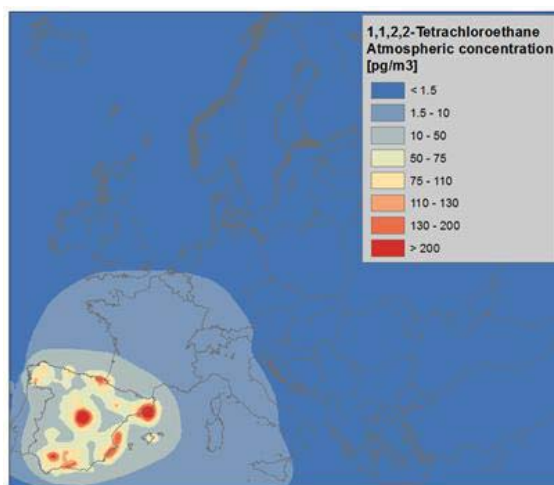 1,1,2,2-Tetrachloroethane
Atmospheric concentration
[pg/m3]
< 1.5
1.5 - 10
10 - 50
50 - 75
75 - 110
110 - 130
130 - 200
> 200